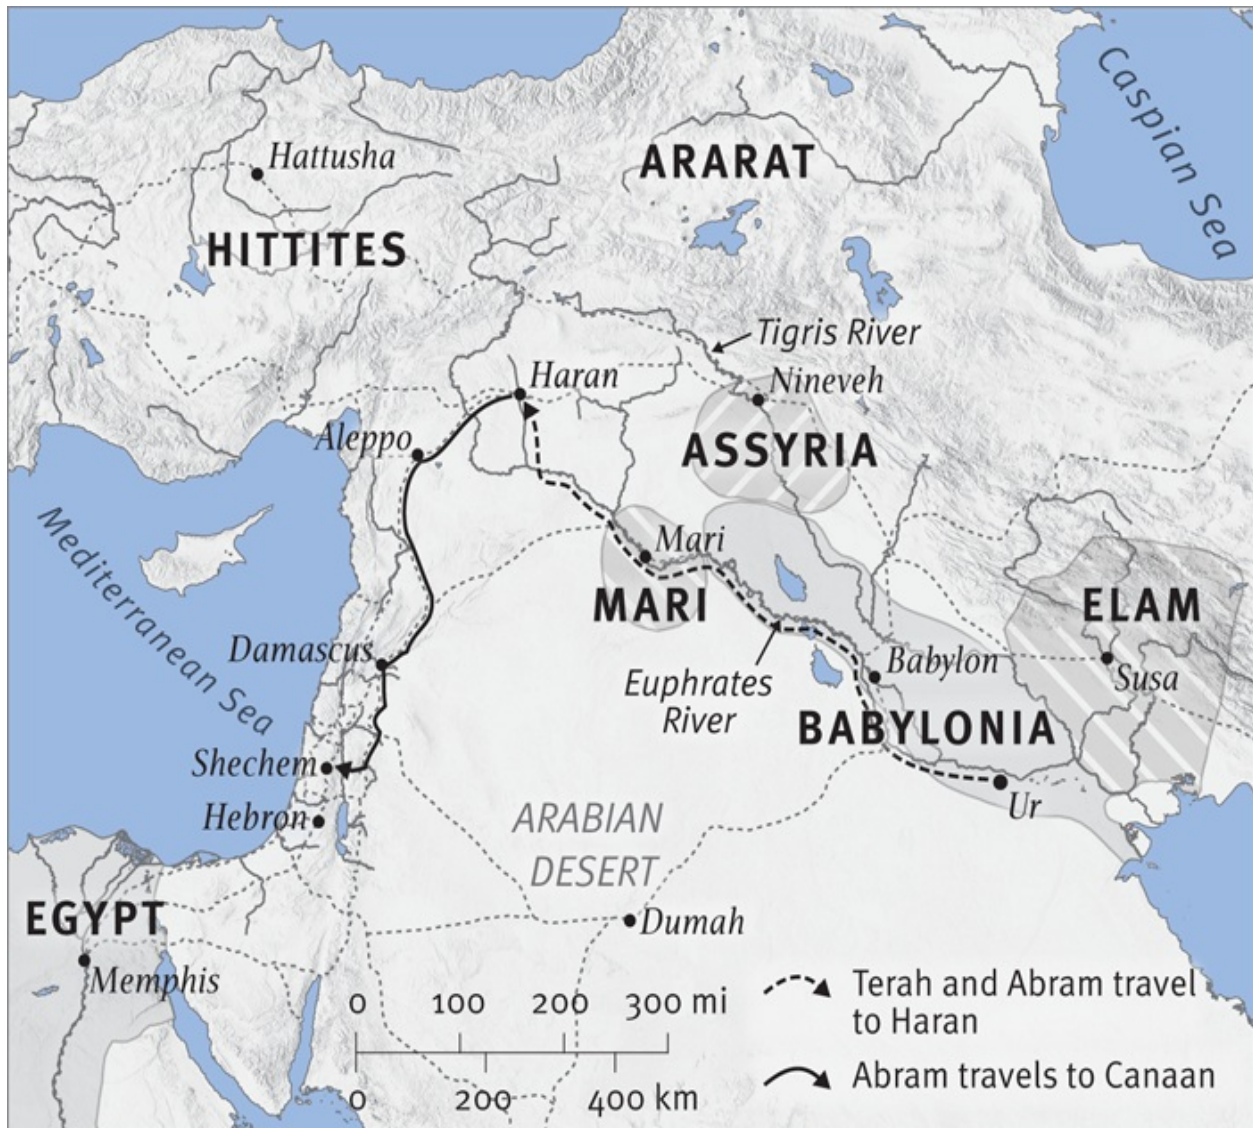 Caspian Sea
Hattusha
ARARAT
HITTITES
Tigris River
Haran
Nineveh
Aleppo
ASSYRIA
Mediterranean Sea
Mari
MARI
ELAM
Damascus
Euphrates
River
Babylon
Susa
BABYLONIA
Shechem
Hebron
Ur
ARABIAN
DESERT
EGYPT
Dumah
Memphis
0 100 200 300 mi
0 200 400 km
Terah and Abram travel
to Haran
Abram travels to Canaan